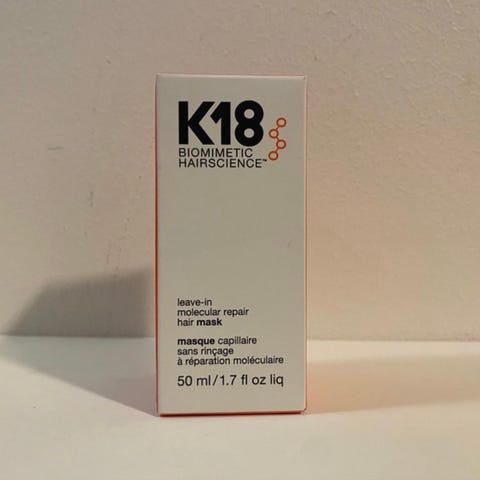 K18
BIOMIMETIC
HAIRSCIENCE™
leave-in
molecular repair
hair mask
masque capillaire
sans rinçage
à réparation moléculaire
50 ml/1.7 fl oz liq